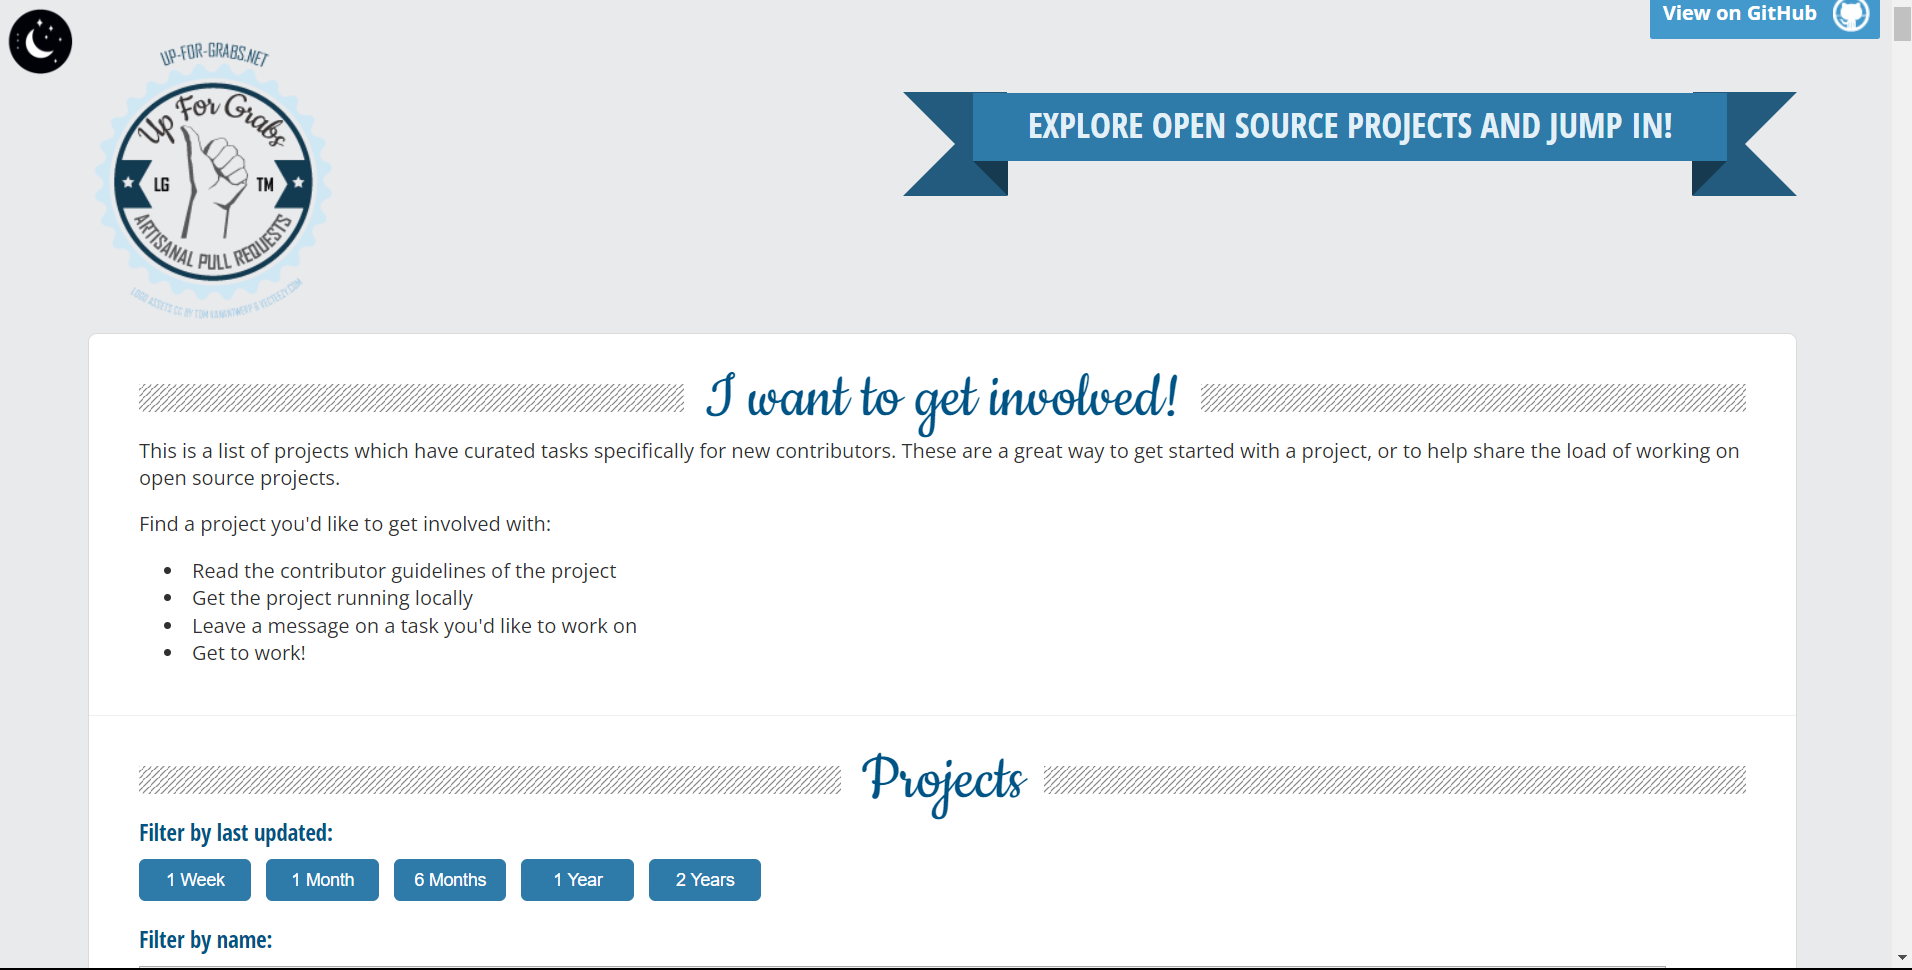 View on GitHub
UP-FOR-GRABS.NET
Up For Grabs
LG TM
ARTISANAL PULL REQUESTS
LOGO ASSETS CC BY TOM VANANTWERP & VECTEEZY.COM
EXPLORE OPEN SOURCE PROJECTS AND JUMP IN!
I want to get involved!
This is a list of projects which have curated tasks specifically for new contributors. These are a great way to get started with a project, or to help share the load of working on
open source projects.
Find a project you'd like to get involved with:
• Read the contributor guidelines of the project
• Get the project running locally
• Leave a message on a task you'd like to work on
• Get to work!
Projects
Filter by last updated:
1 Week 1 Month 6 Months 1 Year 2 Years
Filter by name: